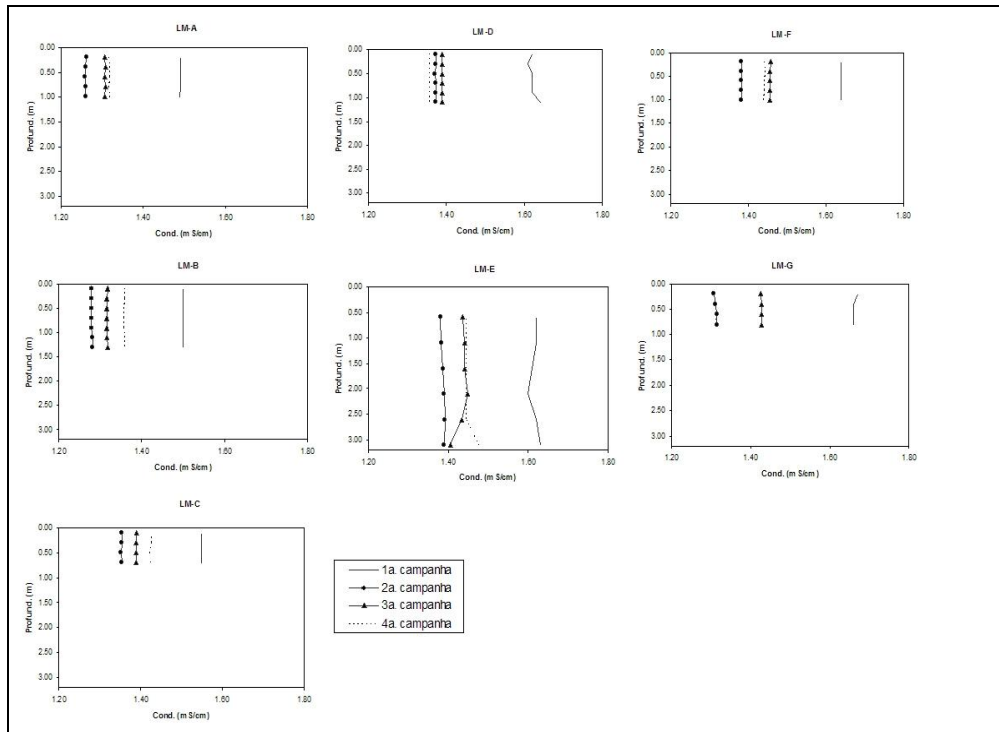 LM-A
Profund. (m)
0.00
0.50
1.00
1.50
2.00
2.50
3.00
1.20 1.40 1.60 1.80
Cond. (mS/cm)
LM-D
Profund. (m)
0.00
0.50
1.00
1.50
2.00
2.50
3.00
1.20 1.40 1.60 1.80
Cond. (mS/cm)
LM-F
Profund. (m)
0.00
0.50
1.00
1.50
2.00
2.50
3.00
1.20 1.40 1.60 1.80
Cond. (mS/cm)
LM-B
Profund. (m)
0.00
0.50
1.00
1.50
2.00
2.50
3.00
1.20 1.40 1.60 1.80
Cond. (mS/cm)
LM-E
Profund. (m)
0.00
0.50
1.00
1.50
2.00
2.50
3.00
1.20 1.40 1.60 1.80
Cond. (mS/cm)
LM-G
Profund. (m)
0.00
0.50
1.00
1.50
2.00
2.50
3.00
1.20 1.40 1.60 1.80
Cond. (mS/cm)
LM-C
Profund. (m)
0.00
0.50
1.00
1.50
2.00
2.50
3.00
1.20 1.40 1.60 1.80
Cond. (mS/cm)
1a. campanha
2a. campanha
3a. campanha
4a. campanha